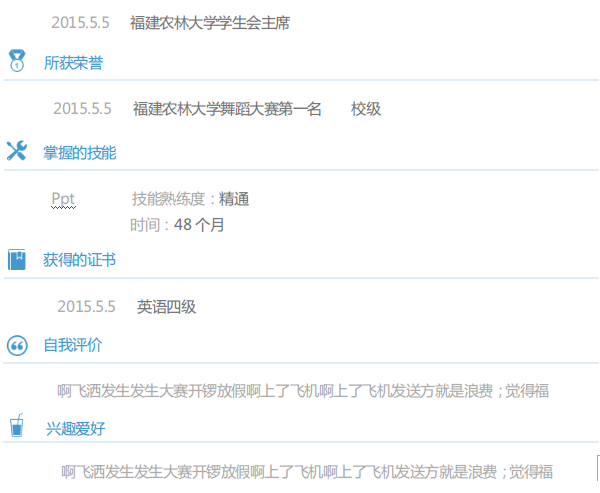 2015.5.5 福建农林大学学生会主席
所获荣誉
2015.5.5 福建农林大学舞蹈大赛第一名 校级
掌握的技能
Ppt 技能熟练度：精通
时间：48 个月
获得的证书
2015.5.5 英语四级
自我评价
啊飞洒发生发生大赛开锣放假啊上了飞机啊上了飞机发送方就是浪费；觉得福
兴趣爱好
啊飞洒发生发生大赛开锣放假啊上了飞机啊上了飞机发送方就是浪费；觉得福